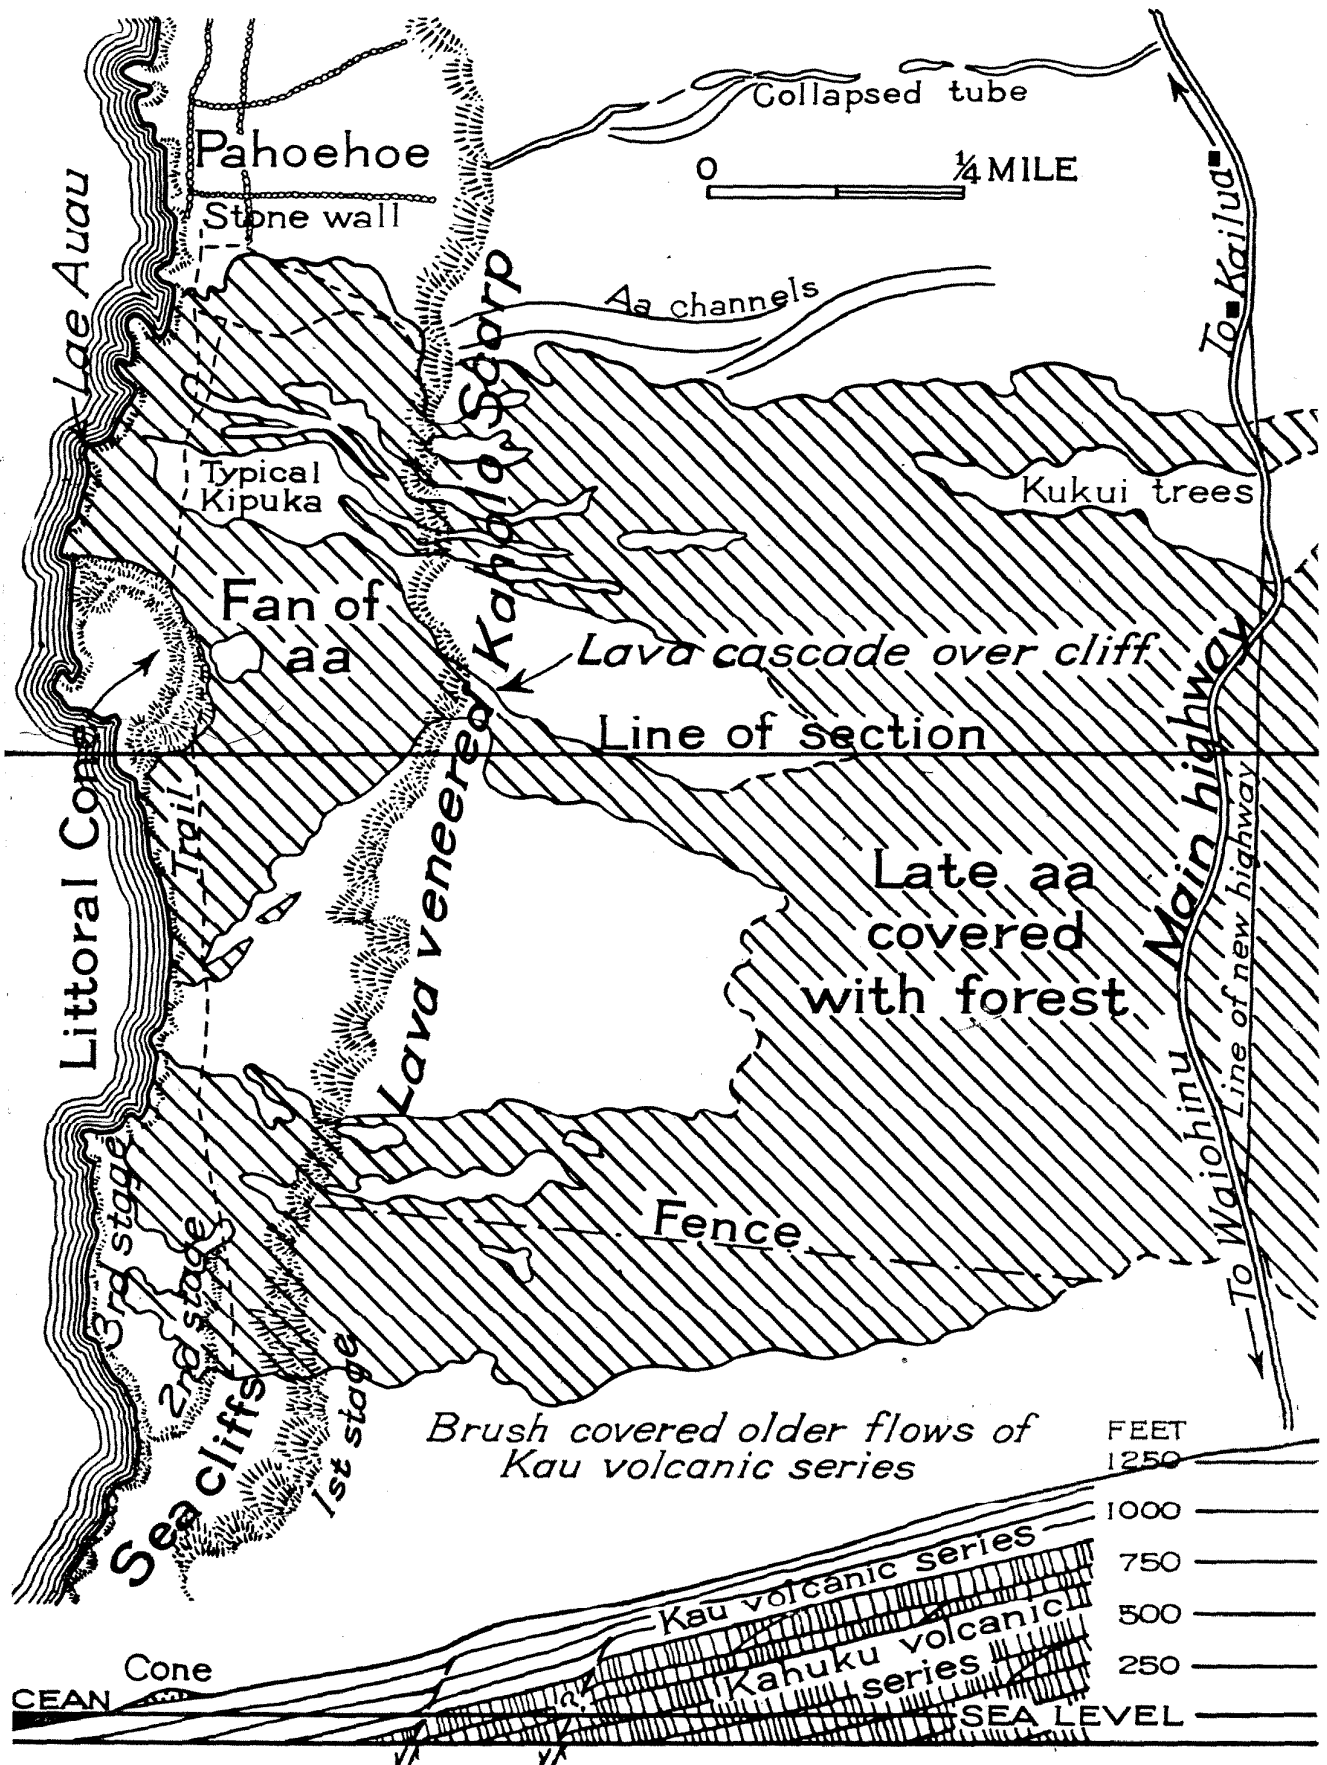 Collapsed tube
Pahoehoe
0 ¼ MILE
Stone wall
Lae Auau
To Kailua
Aa channels
Kahalo Scarp
Typical
Kipuka
Kukui trees
Fan of
aa
Lava cascade over cliff
Line of section
Main highway
Lava veneered
Littoral Cone
Trail
Line of new highway
Late aa
covered
with forest
3rd stage
2nd stage
To Waiohinu
Fence
1st stage
Sea cliffs
Brush covered older flows of
Kau volcanic series
FEET
1250
1000
Kau volcanic series
750
500
Kahuku volcanic
series
250
Cone
CEAN
?
SEA LEVEL